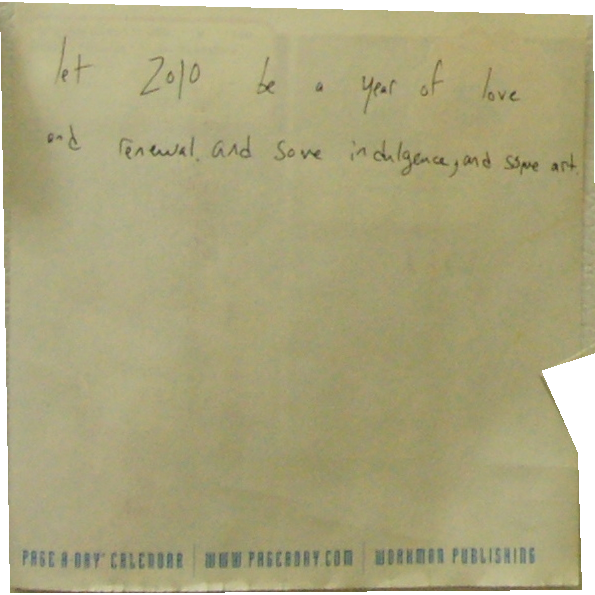 let 2010 be a year of love
and renewal. and some indulgence, and some art.
PAGE-A-DAY® CALENDAR | WWW.PAGEADAY.COM | WORKMAN PUBLISHING